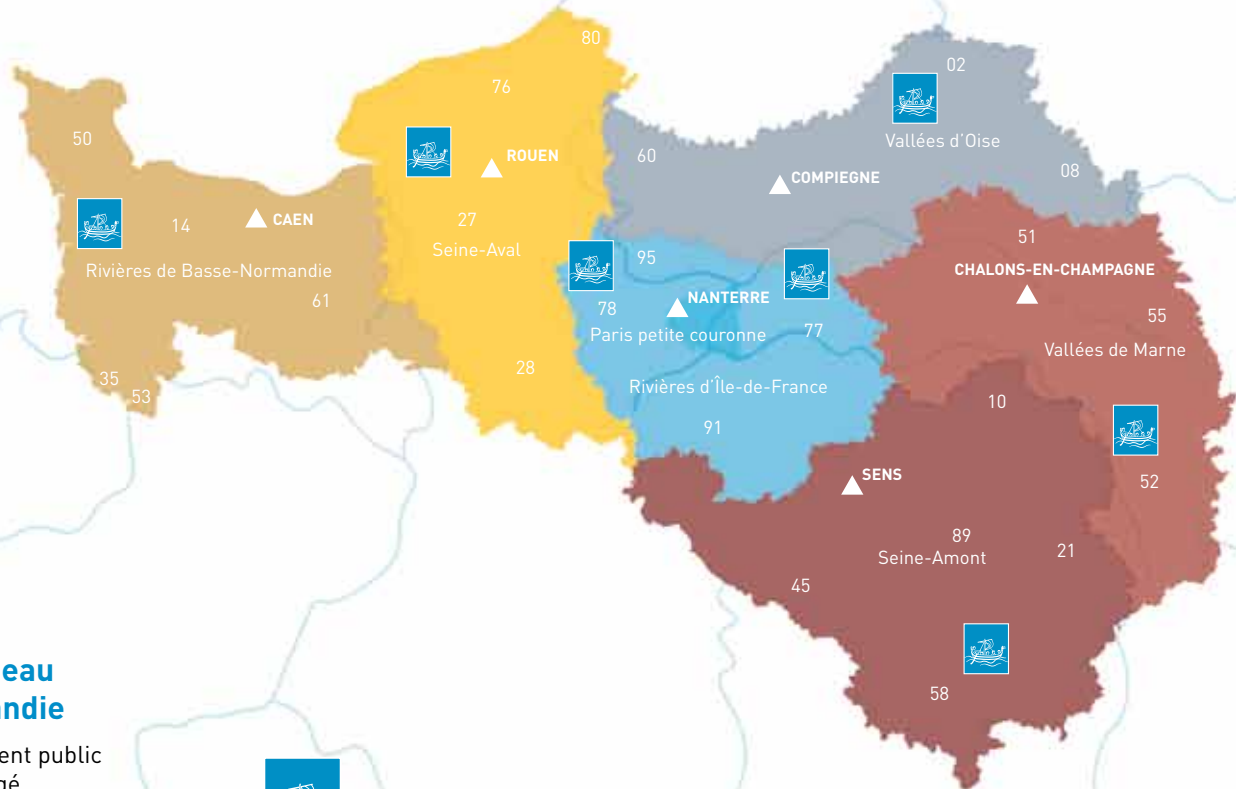 80
02
76
50
Vallées d'Oise
60
ROUEN
08
COMPIEGNE
27
14
CAEN
51
Seine-Aval
95
Rivières de Basse-Normandie
CHALONS-EN-CHAMPAGNE
61
78
NANTERRE
55
Paris petite couronne
77
Vallées de Marne
28
35
53
Rivières d'Île-de-France
10
91
SENS
52
89
21
Seine-Amont
45
eau
andie
58
ent public
gé